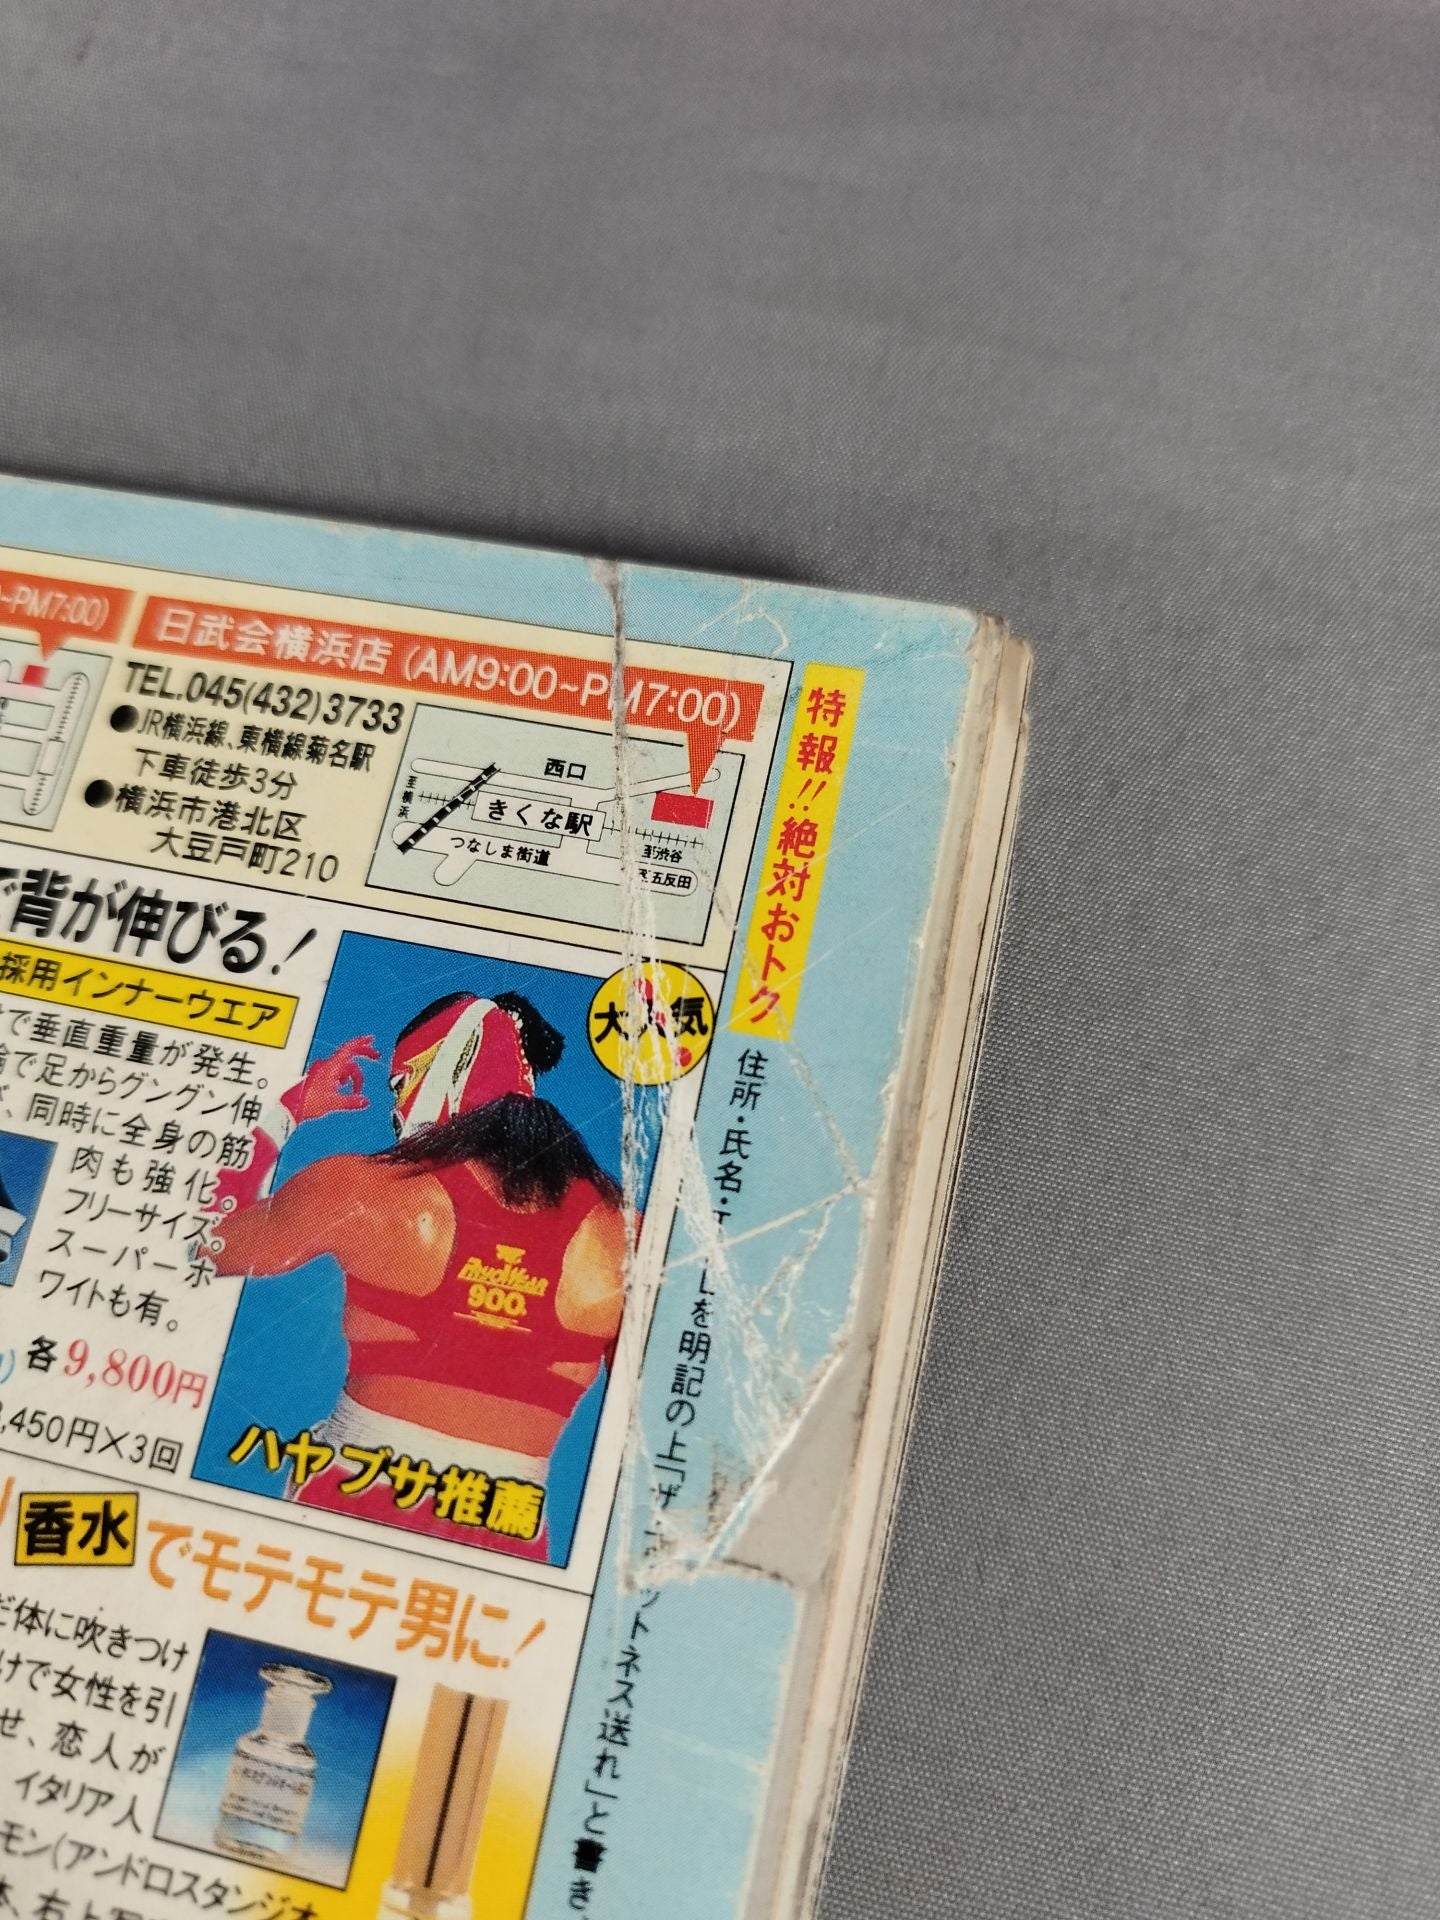 ~PM7:00)
日武会横浜店 (AM9:00~PM7:00)
TEL.045(432)3733
●JR横浜線、東横線菊名駅
下車徒歩3分
●横浜市港北区
大豆戸町210
西口
至横浜
きくな駅
つなしま街道
至渋谷
至五反田
特報!!絶対おトク
住所・氏名・
を明記の上「ザ・
ットネス送れ」と書き、
で背が伸びる!
採用インナーウエア
で垂直重量が発生。
で足からグングン伸
、同時に全身の筋
肉も強化。
フリーサイズ。
スーパーホ
ワイトも有。
各9,800円
,450円×3回
大人気
900
ハヤブサ推薦
香水でモテモテ男に!
だ体に吹きつけ
けで女性を引
せ、恋人が
イタリア人
モン(アンドロスタンジオ